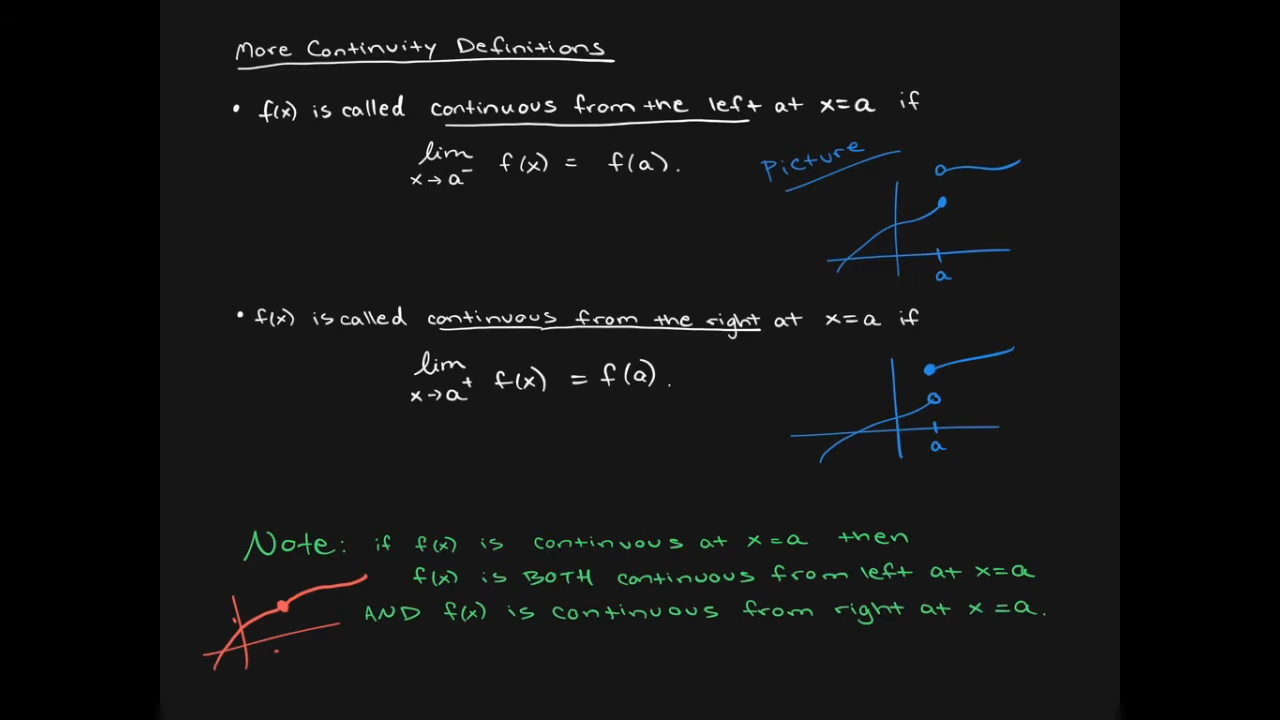 More Continuity Definitions
• f(x) is called continuous from the left at x=a if
lim x→a⁻ f(x) = f(a).
Picture
a
• f(x) is called continuous from the right at x=a if
lim x→a⁺ f(x) = f(a).
a
Note: if f(x) is continuous at x=a then
f(x) is BOTH continuous from left at x=a
AND f(x) is continuous from right at x=a.